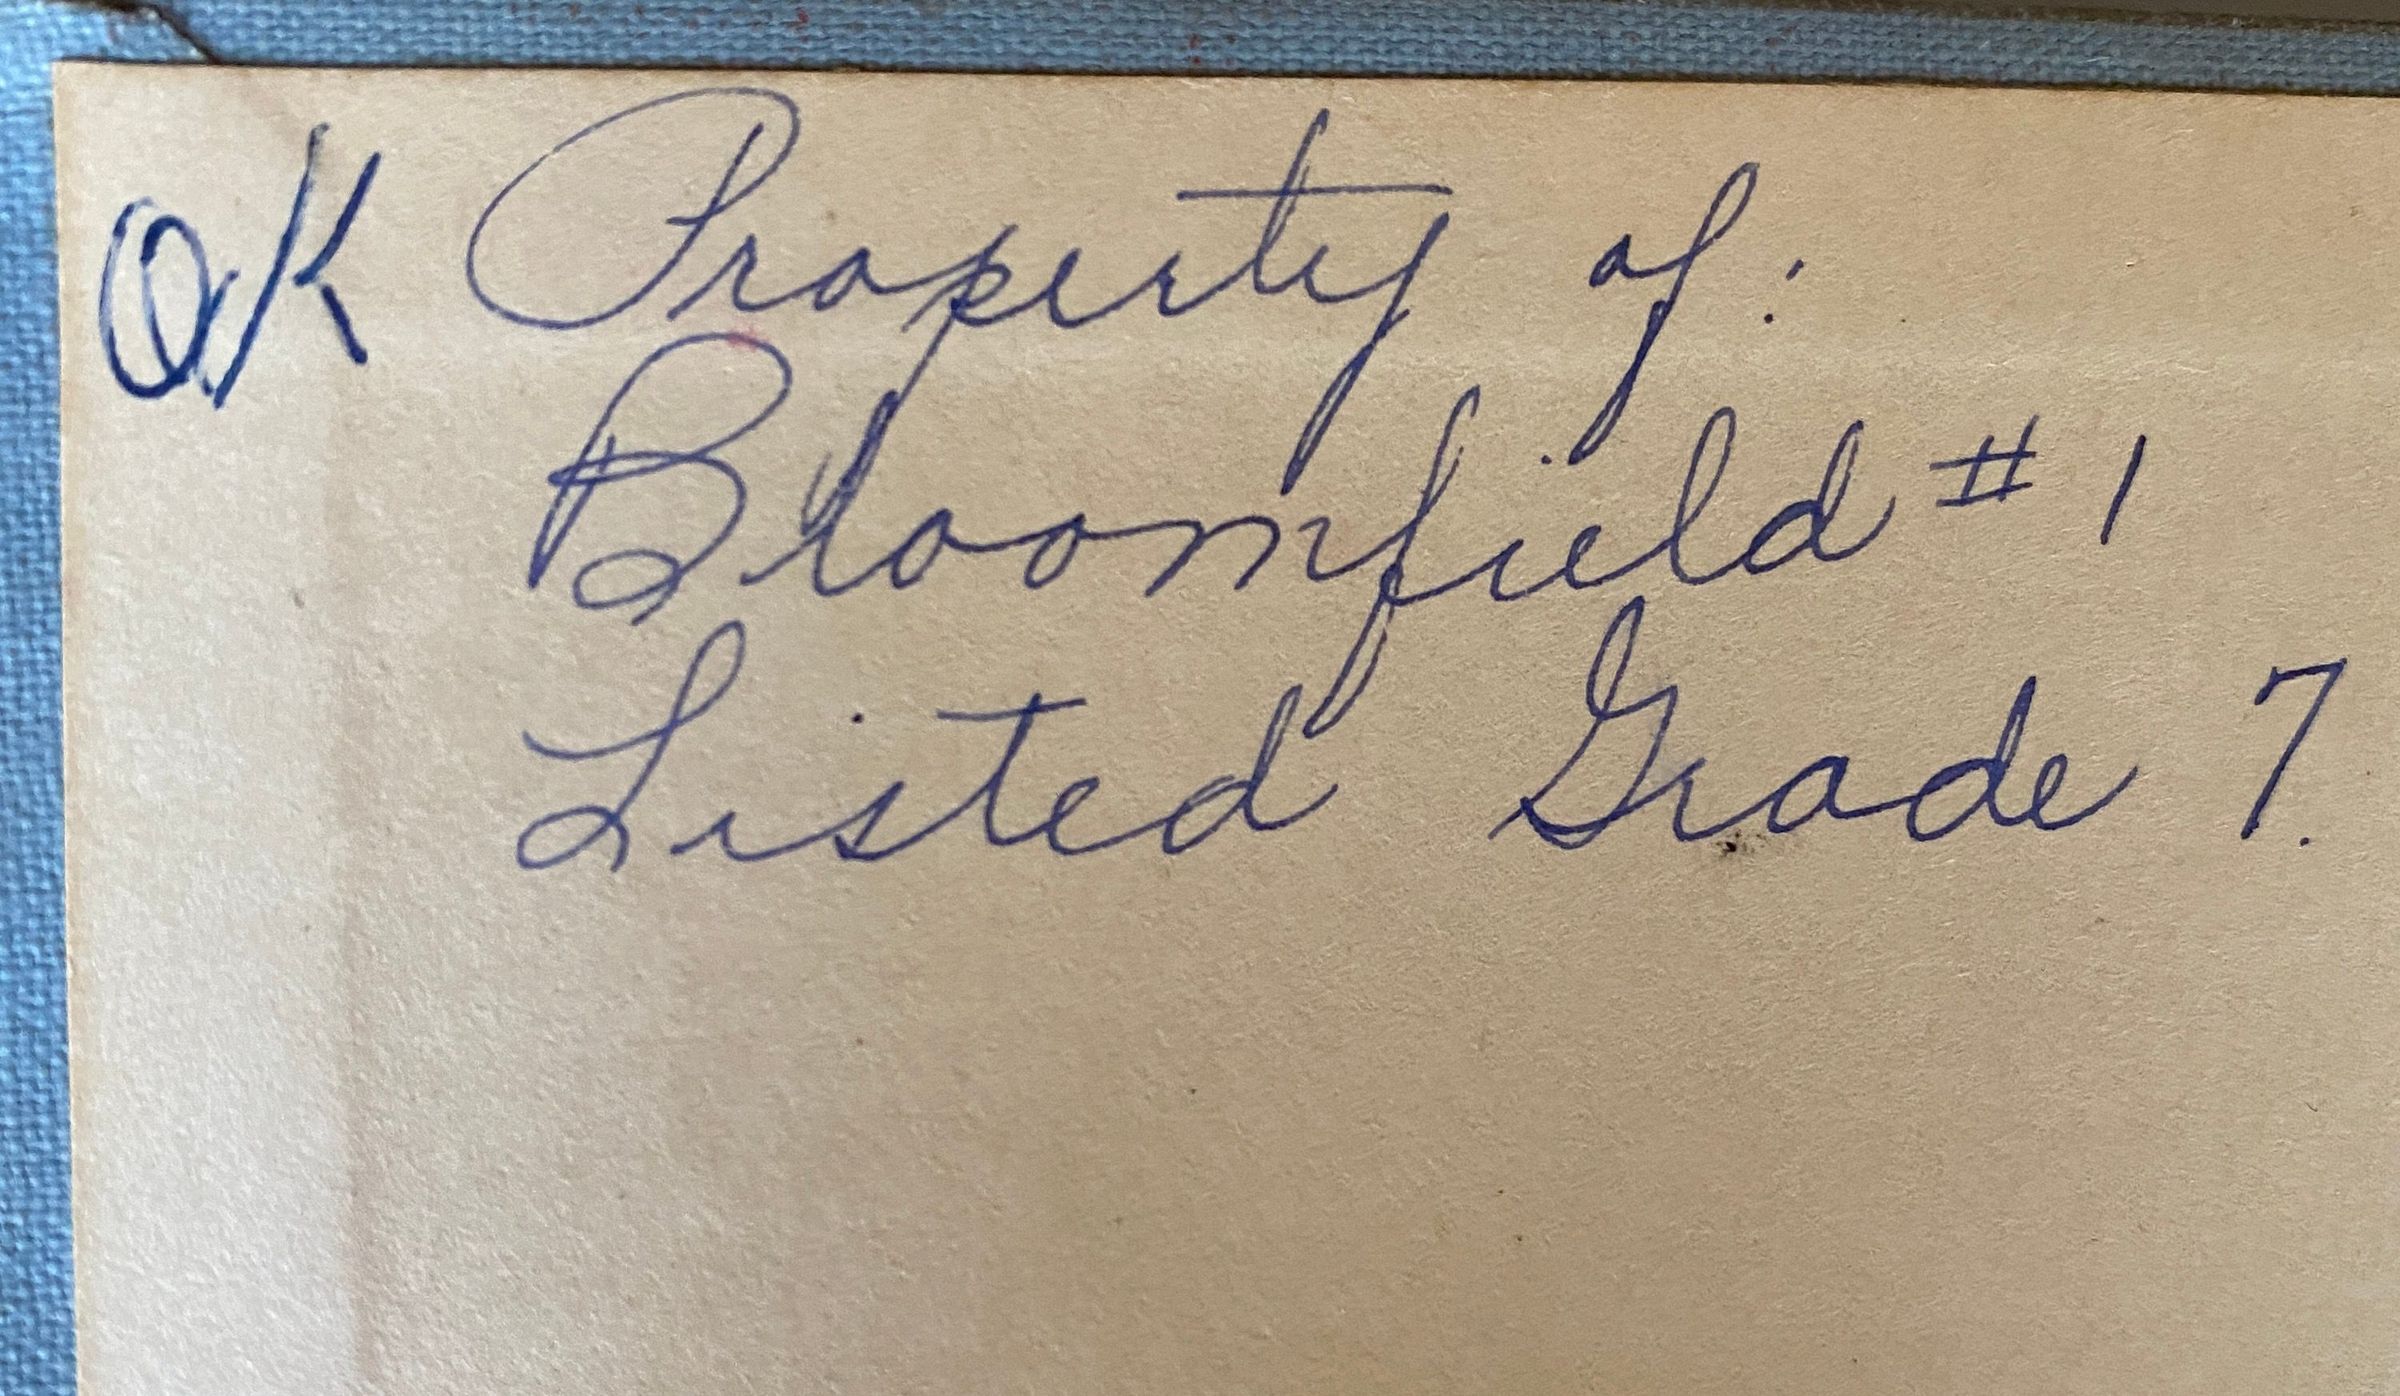 OK Property of:
Bloomfield #1
Listed Grade 7.